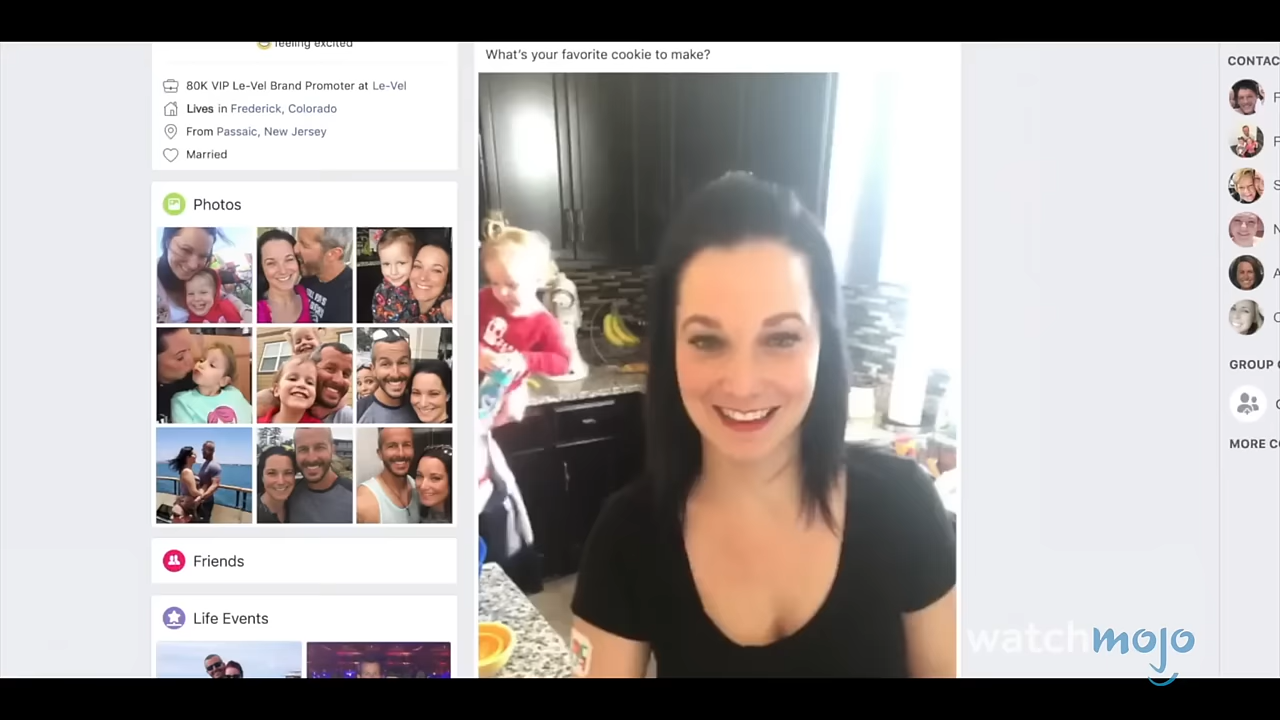 feeling excited
80K VIP Le-Vel Brand Promoter at Le-Vel
Lives in Frederick, Colorado
From Passaic, New Jersey
Married
Photos
Friends
Life Events
What's your favorite cookie to make?
CONTAC
F
F
S
N
A
C
GROUP C
C
MORE CO
watchmojo